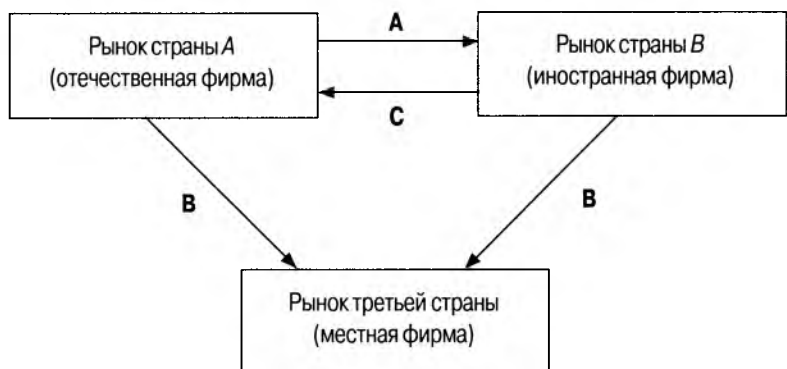 A
Рынок страны A
(отечественная фирма)
Рынок страны B
(иностранная фирма)
C
B
B
Рынок третьей страны
(местная фирма)